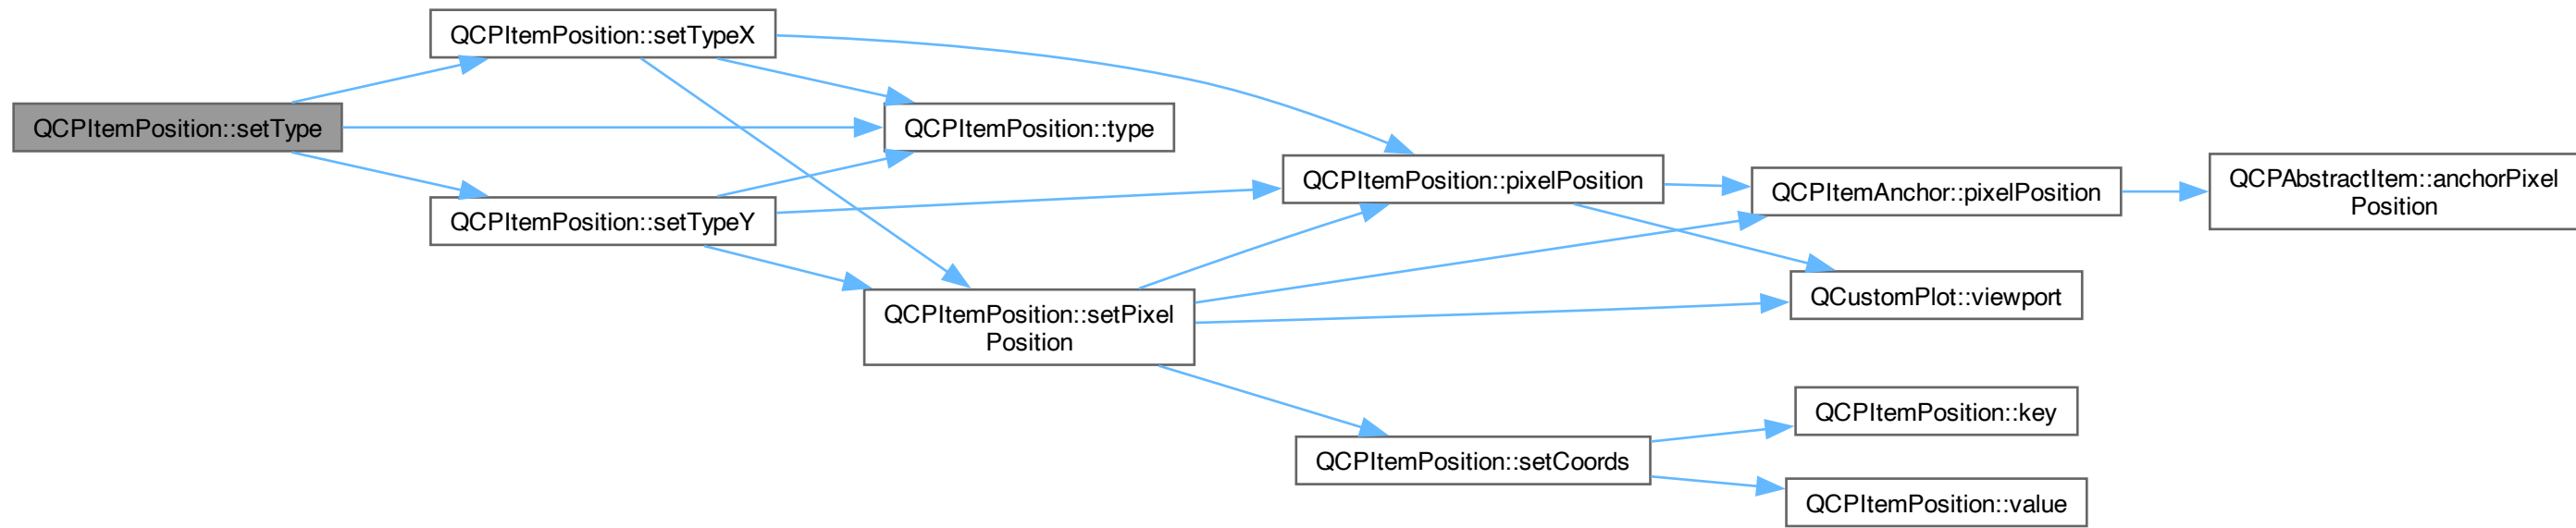 QCPItemPosition::setType
QCPItemPosition::setTypeX
QCPItemPosition::setTypeY
QCPItemPosition::type
QCPItemPosition::setPixel
Position
QCPItemPosition::pixelPosition
QCPItemPosition::setCoords
QCPItemAnchor::pixelPosition
QCustomPlot::viewport
QCPItemPosition::key
QCPItemPosition::value
QCPAbstractItem::anchorPixel
Position